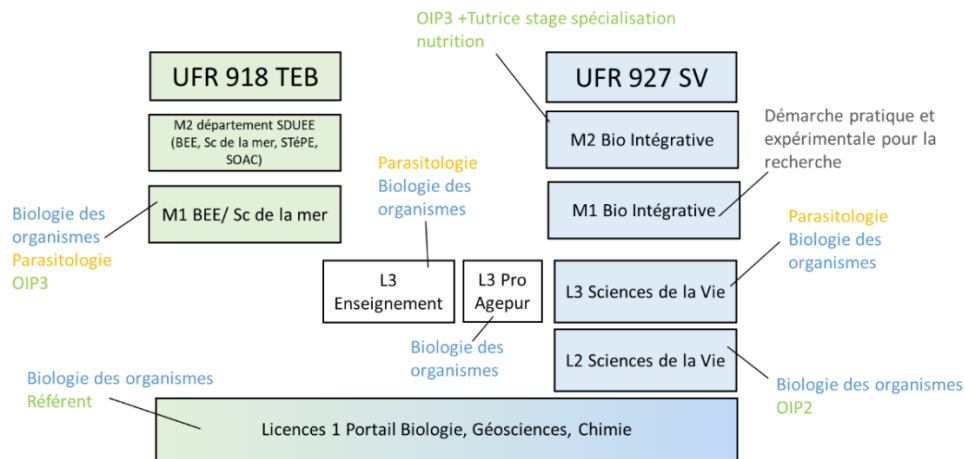 OIP3 +Tutrice stage spécialisation
nutrition
UFR 918 TEB
UFR 927 SV
M2 département SDUEE
(BEE, Sc de la mer, STéPE,
SOAC)
M2 Bio Intégrative
Démarche pratique et
expérimentale pour la
recherche
Parasitologie
Biologie des
organismes
M1 BEE/ Sc de la mer
M1 Bio Intégrative
Biologie des
organismes
Parasitologie
OIP3
Parasitologie
Biologie des
organismes
L3
Enseignement
L3 Pro
Agepur
L3 Sciences de la Vie
Biologie des
organismes
L2 Sciences de la Vie
Biologie des organismes
Référent
Biologie des organismes
OIP2
Licences 1 Portail Biologie, Géosciences, Chimie